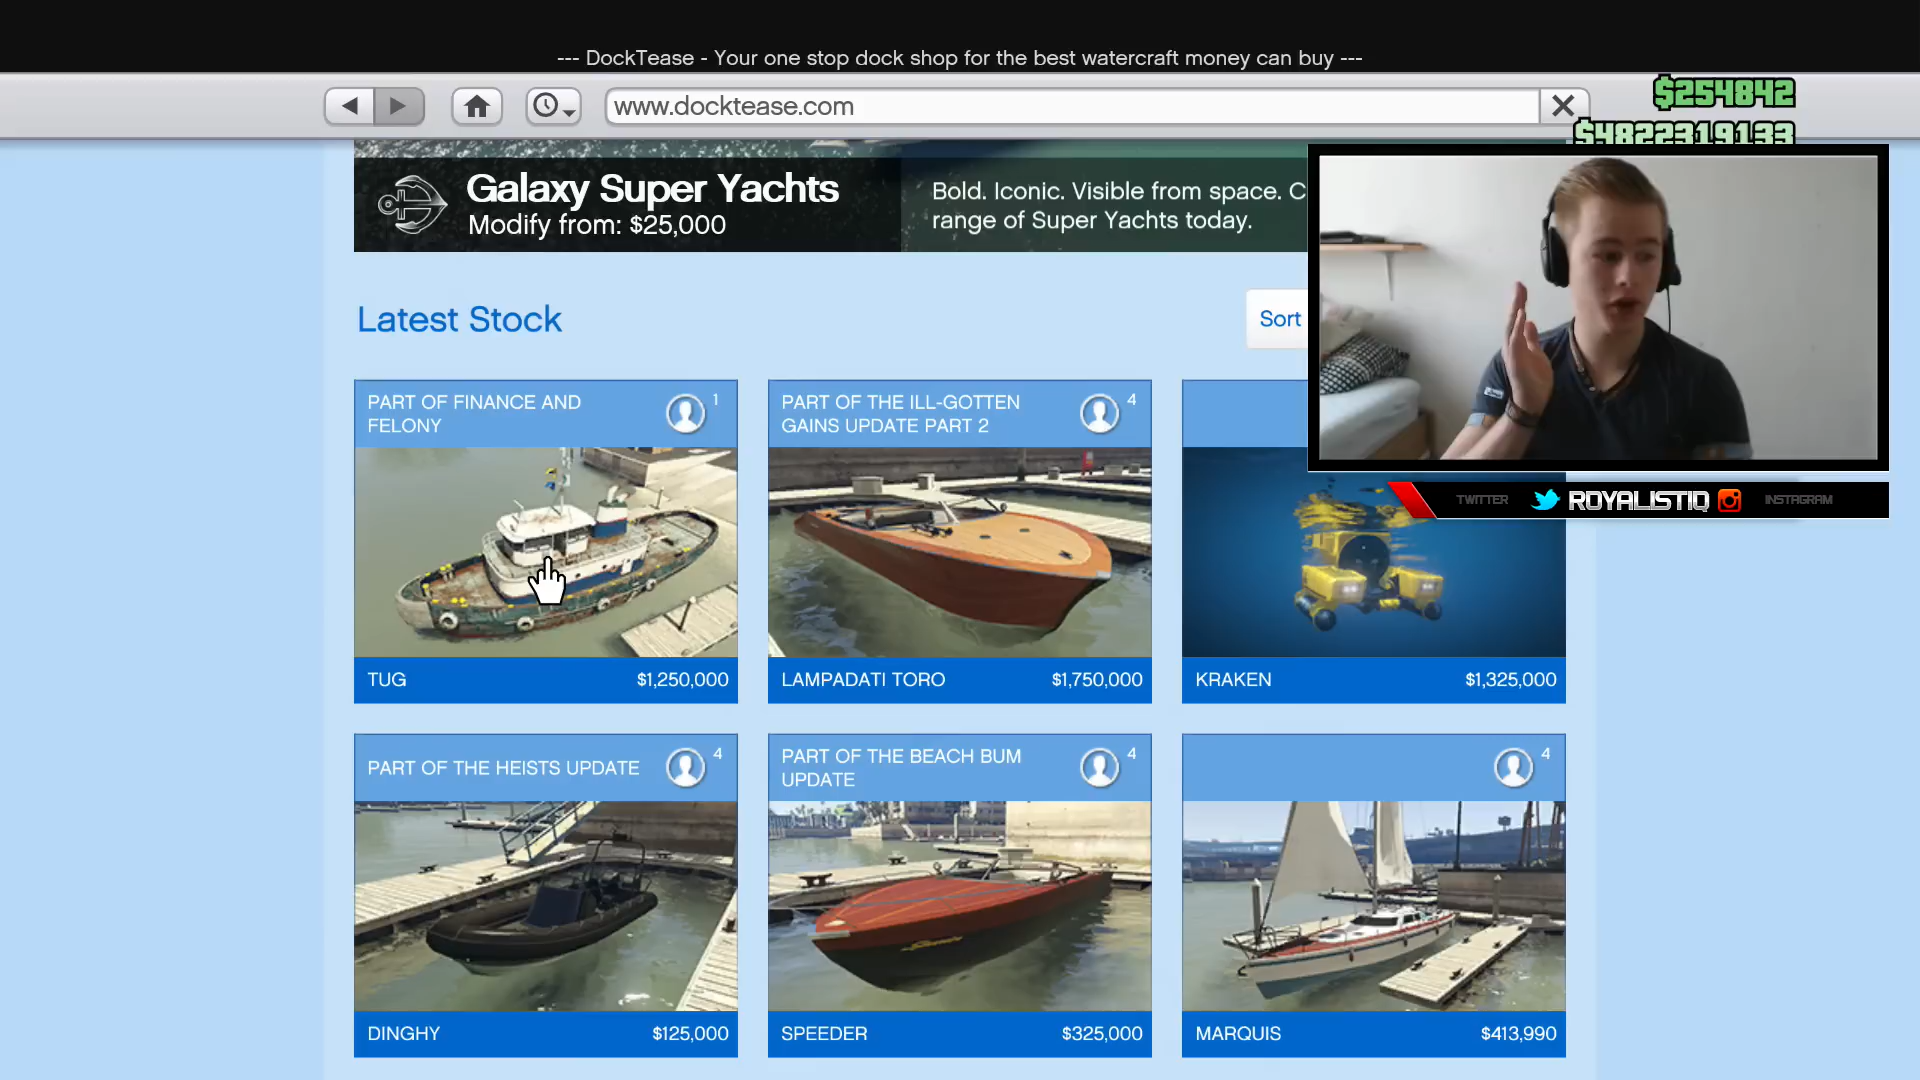 --- DockTease - Your one stop dock shop for the best watercraft money can buy ---
www.docktease.com
$254842
$4822319133
Galaxy Super Yachts
Modify from: $25,000
Bold. Iconic. Visible from space. C
range of Super Yachts today.
Latest Stock
Sort
PART OF FINANCE AND
FELONY
1
PART OF THE ILL-GOTTEN
GAINS UPDATE PART 2
4
TWITTER ROYALISTIQ INSTAGRAM
TUG $1,250,000
LAMPADATI TORO $1,750,000
KRAKEN $1,325,000
PART OF THE HEISTS UPDATE
4
PART OF THE BEACH BUM
UPDATE
4
4
DINGHY $125,000
SPEEDER $325,000
MARQUIS $413,990